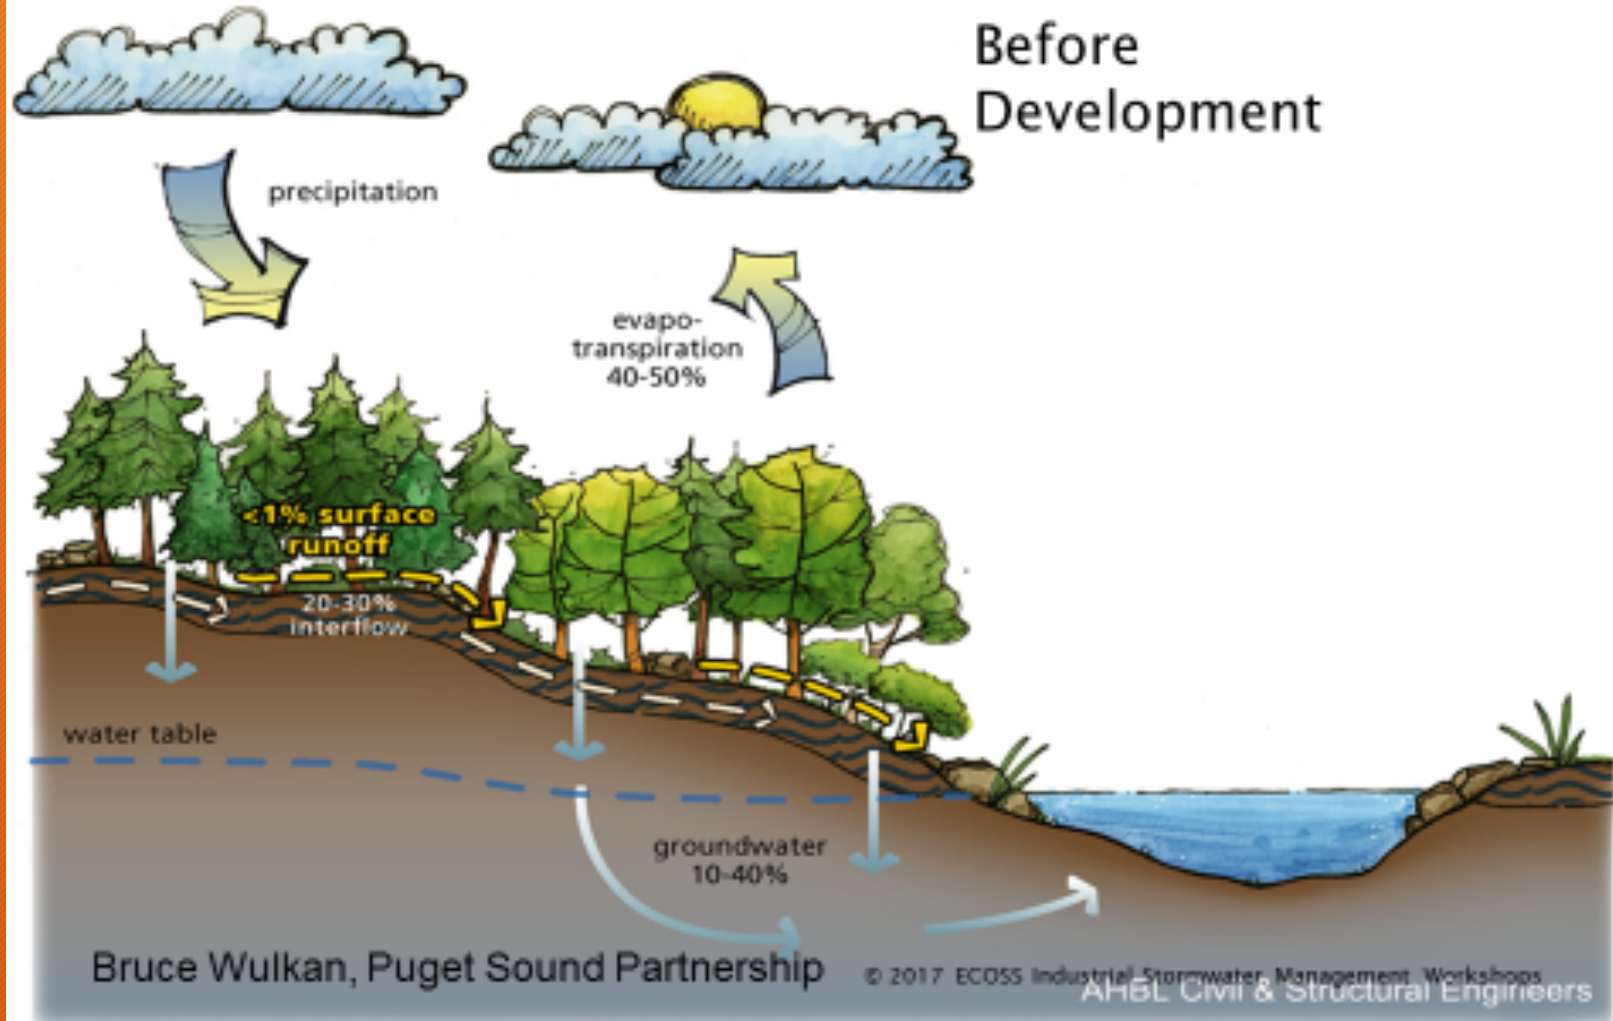 Before
Development
precipitation
evapo-
transpiration
40-50%
<1% surface
runoff
20-30%
interflow
water table
groundwater
10-40%
Bruce Wulkan, Puget Sound Partnership
© 2017 ECOSS Industrial Stormwater Management Workshops
AHBL Civil & Structural Engineers